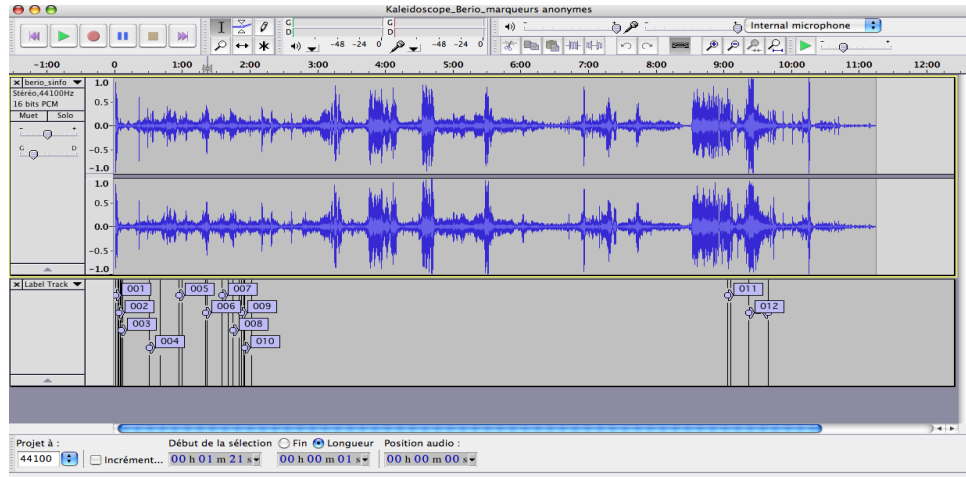 Kaleidoscope_Berio_marqueurs anonymes
G G
D D
-48 -24 0 -48 -24 0
Internal microphone
-1:00 0 1:00 2:00 3:00 4:00 5:00 6:00 7:00 8:00 9:00 10:00 11:00 12:00
berio_sinfo
Stéréo,44100Hz
16 bits PCM
Muet Solo
- +
G D
1.0
0.5
0.0
-0.5
-1.0
1.0
0.5
0.0
-0.5
-1.0
Label Track
001 005 007 011
002 006 009 012
003 008
004 010
Projet à : Début de la sélection Fin Longueur Position audio :
44100 Incrément... 00 h 01 m 21 s 00 h 00 m 01 s 00 h 00 m 00 s